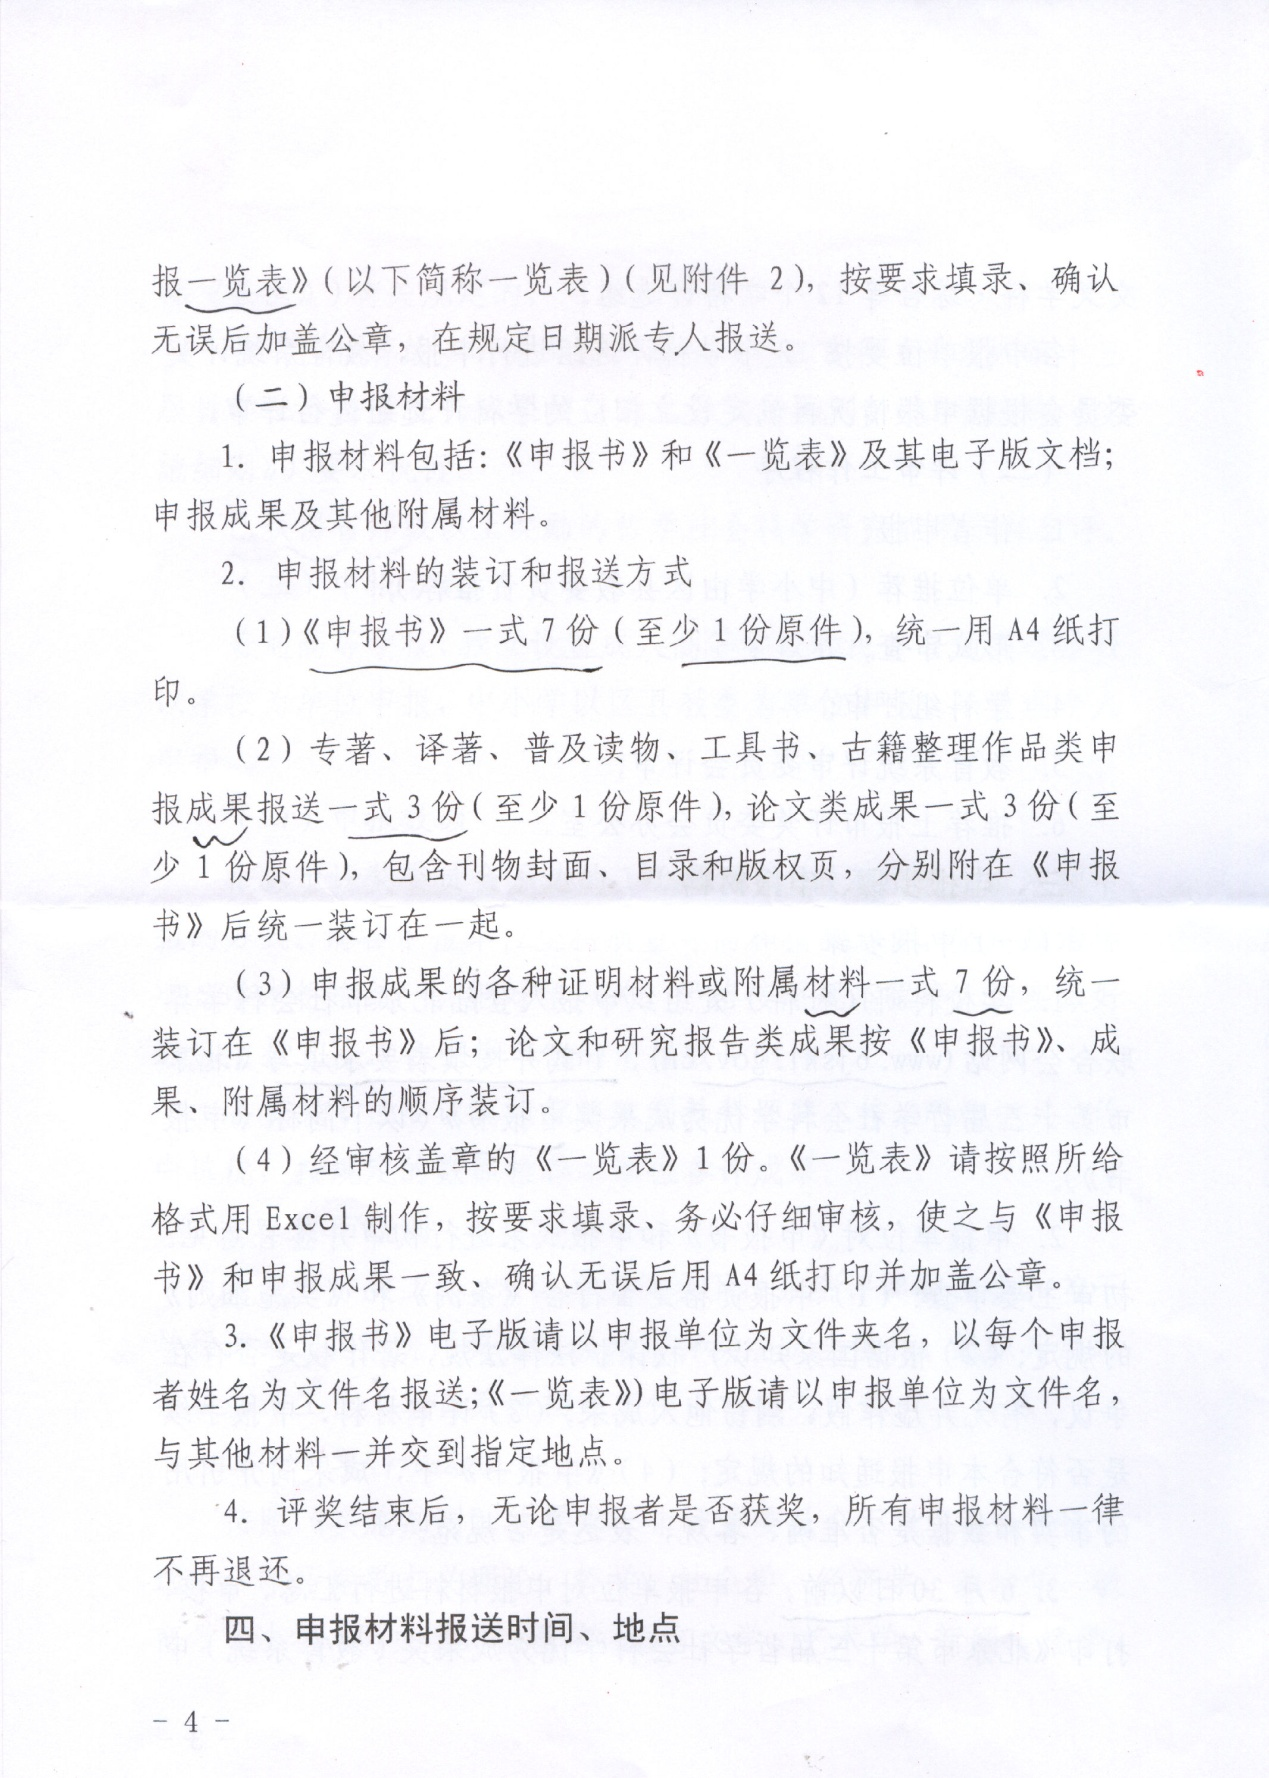 报一览表》(以下简称一览表)(见附件 2)，按要求填录、确认
无误后加盖公章，在规定日期派专人报送。
(二)申报材料
1. 申报材料包括:《申报书》和《一览表》及其电子版文档;
申报成果及其他附属材料。
2. 申报材料的装订和报送方式
(1)《申报书》一式 7 份(至少 1 份原件)，统一用 A4 纸打
印。
(2) 专著、译著、普及读物、工具书、古籍整理作品类申
报成果报送一式 3 份(至少 1 份原件)，论文类成果一式 3 份(至
少 1 份原件)，包含刊物封面、目录和版权页，分别附在《申报
书》后统一装订在一起。
(3) 申报成果的各种证明材料或附属材料一式 7 份，统一
装订在《申报书》后; 论文和研究报告类成果按《申报书》、成
果、附属材料的顺序装订。
(4) 经审核盖章的《一览表》1 份。《一览表》请按照所给
格式用 Excel 制作，按要求填录、务必仔细审核，使之与《申报
书》和申报成果一致、确认无误后用 A4 纸打印并加盖公章。
3.《申报书》电子版请以申报单位为文件夹名，以每个申报
者姓名为文件名报送;《一览表》)电子版请以申报单位为文件名，
与其他材料一并交到指定地点。
4. 评奖结束后，无论申报者是否获奖，所有申报材料一律
不再退还。
四、申报材料报送时间、地点
- 4 -